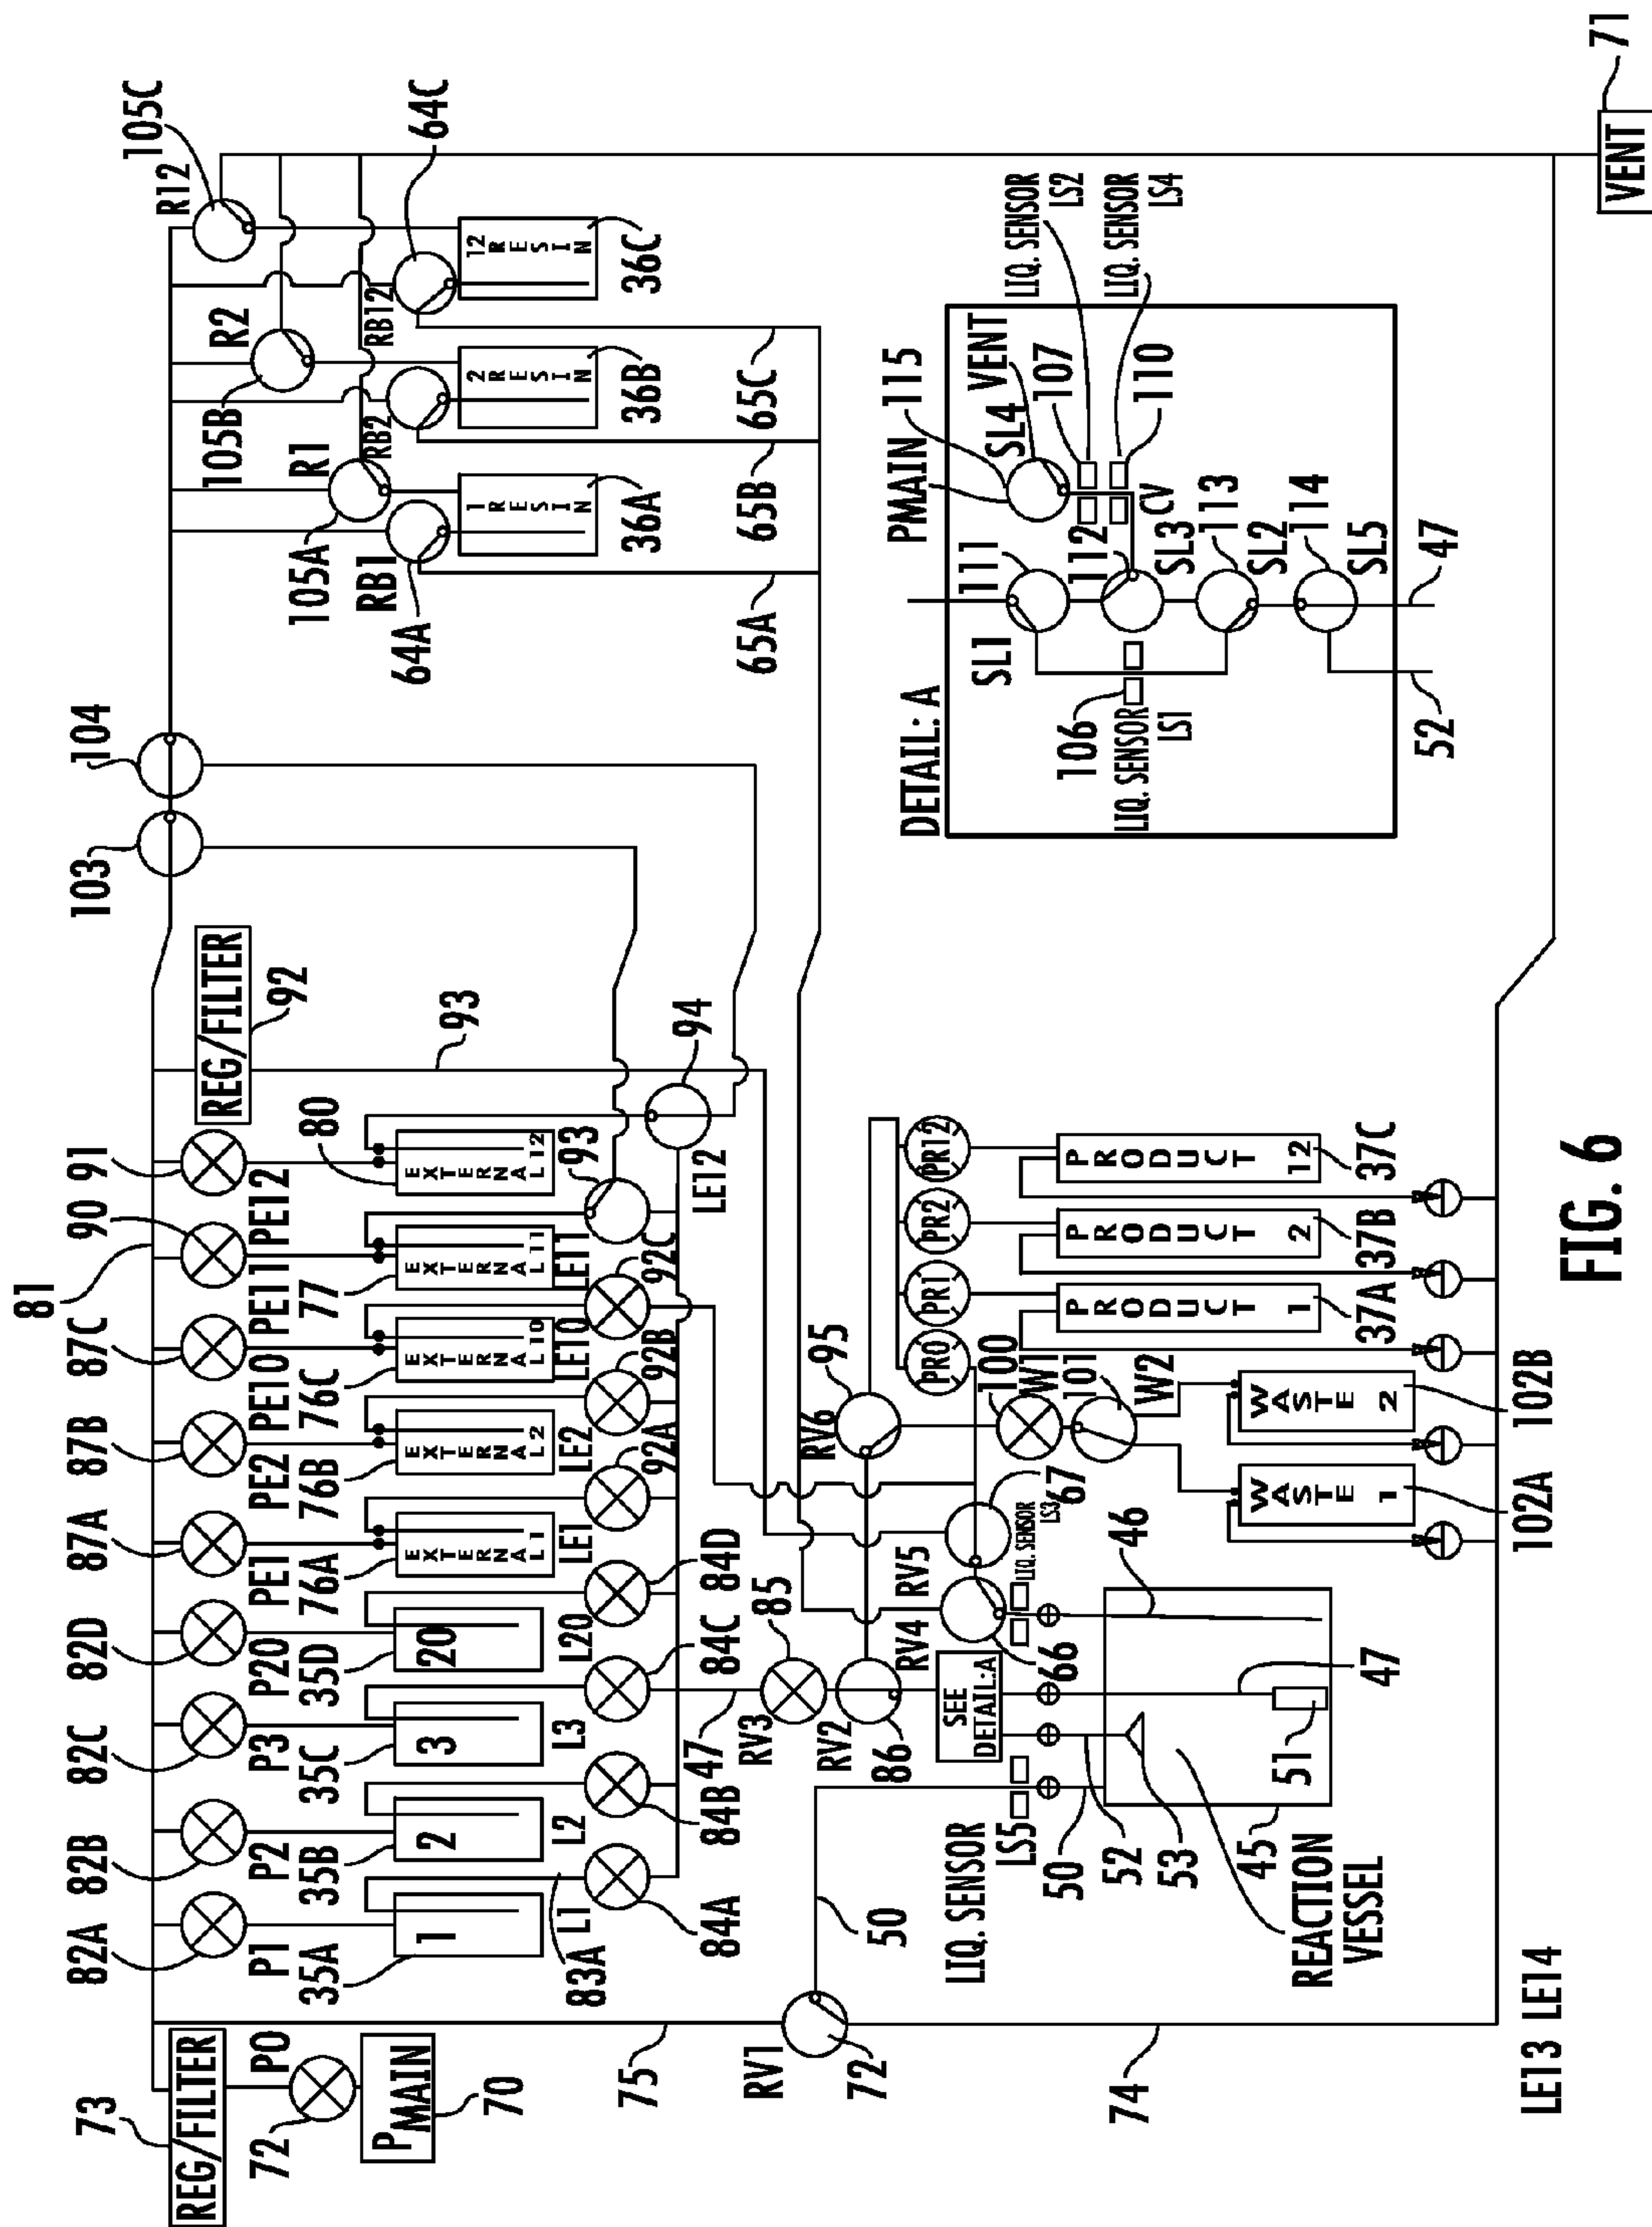 73
REG/FILTER
P0
72
PMAIN
70
81
82A
82B
82C
82D
87A
87B
87C
90
91
P1
P2
P3
P20
PE1
PE2
PE10
PE11
PE12
REG/FILTER
92
93
35A
35B
35C
35D
76A
76B
76C
77
80
1
2
3
20
EXTERNAL 1
EXTERNAL 2
EXTERNAL 10
EXTERNAL 11
EXTERNAL 12
83A
L1
L2
L3
L20
LE1
LE2
LE10
LE11
LE12
84A
84B
84C
84D
92A
92B
92C
93
94
103
104
105A
105B
105C
R1
R2
R12
RB1
RB2
RB12
64A
64C
1 RESIN
2 RESIN
12 RESIN
36A
36B
36C
65A
65B
65C
75
RV1
72
74
50
47
RV3
85
RV2
86
RV4
RV5
RV6
95
66
67
SEE
DETAIL:A
LIQ. SENSOR
LS3
LIQ. SENSOR
LS5
50
52
53
45
51
46
47
REACTION
VESSEL
PR0
PR1
PR2
PR12
100
W1
101
W2
WASTE 1
WASTE 2
102A
102B
PRODUCT 1
PRODUCT 2
PRODUCT 12
37A
37B
37C
DETAIL: A
PMAIN
115
SL4
VENT
107
110
LIQ. SENSOR
LS2
LIQ. SENSOR
LS4
SL1
111
112
CV
SL3
113
SL2
114
SL5
106
LIQ. SENSOR
LS1
52
47
VENT
71
LE13 LE14
FIG. 6